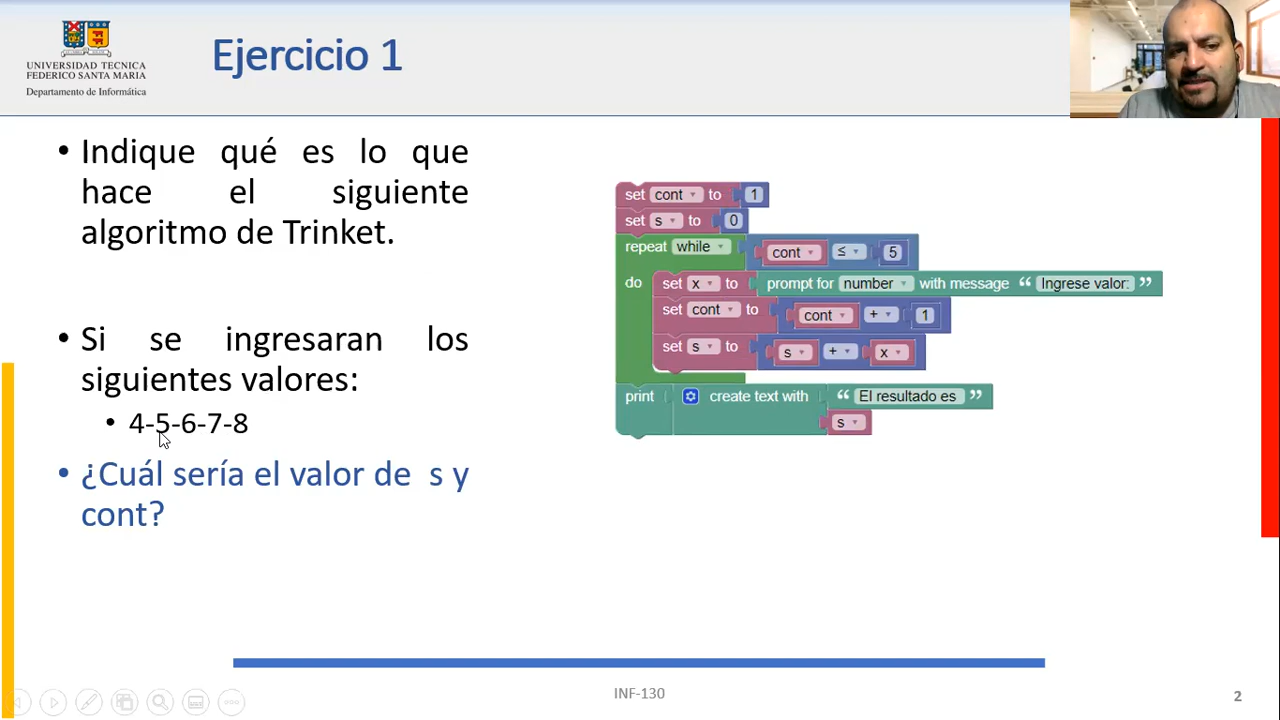 UNIVERSIDAD TECNICA
FEDERICO SANTA MARIA
Departamento de Informática
Ejercicio 1
• Indique qué es lo que
hace el siguiente
algoritmo de Trinket.
• Si se ingresaran los
siguientes valores:
• 4-5-6-7-8
• ¿Cuál sería el valor de s y
cont?
set cont to 1
set s to 0
repeat while cont ≤ 5
do set x to prompt for number with message “ Ingrese valor: ”
set cont to cont + 1
set s to s + x
print create text with “ El resultado es ”
s
INF-130
2